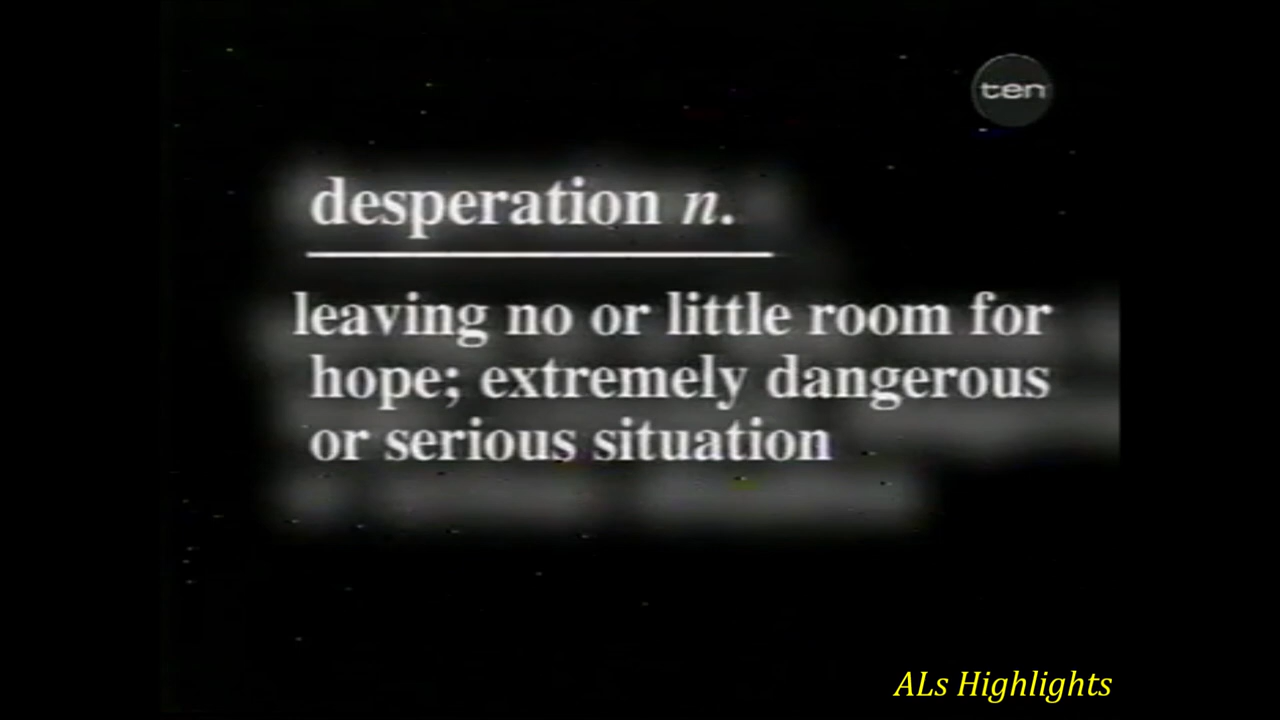 ten
desperation n.
leaving no or little room for
hope; extremely dangerous
or serious situation
ALs Highlights